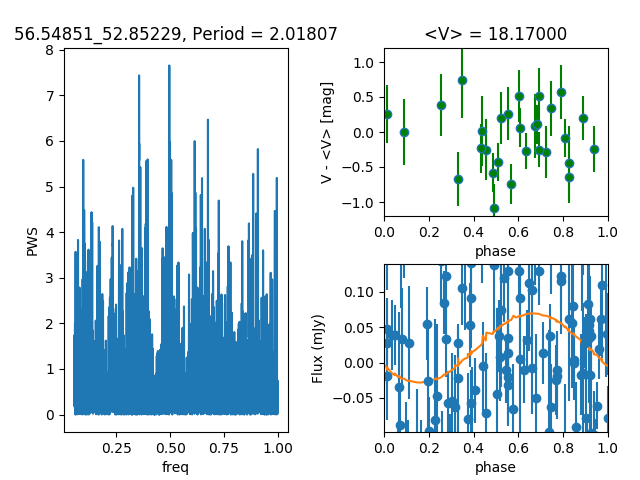 56.54851_52.85229, Period = 2.01807
<V> = 18.17000
PWS
8
7
6
5
4
3
2
1
0
0.25 0.50 0.75 1.00
freq
V - <V> [mag]
1.0
0.5
0.0
−0.5
−1.0
0.0 0.2 0.4 0.6 0.8 1.0
phase
Flux (mJy)
0.10
0.05
0.00
−0.05
0.0 0.2 0.4 0.6 0.8 1.0
phase